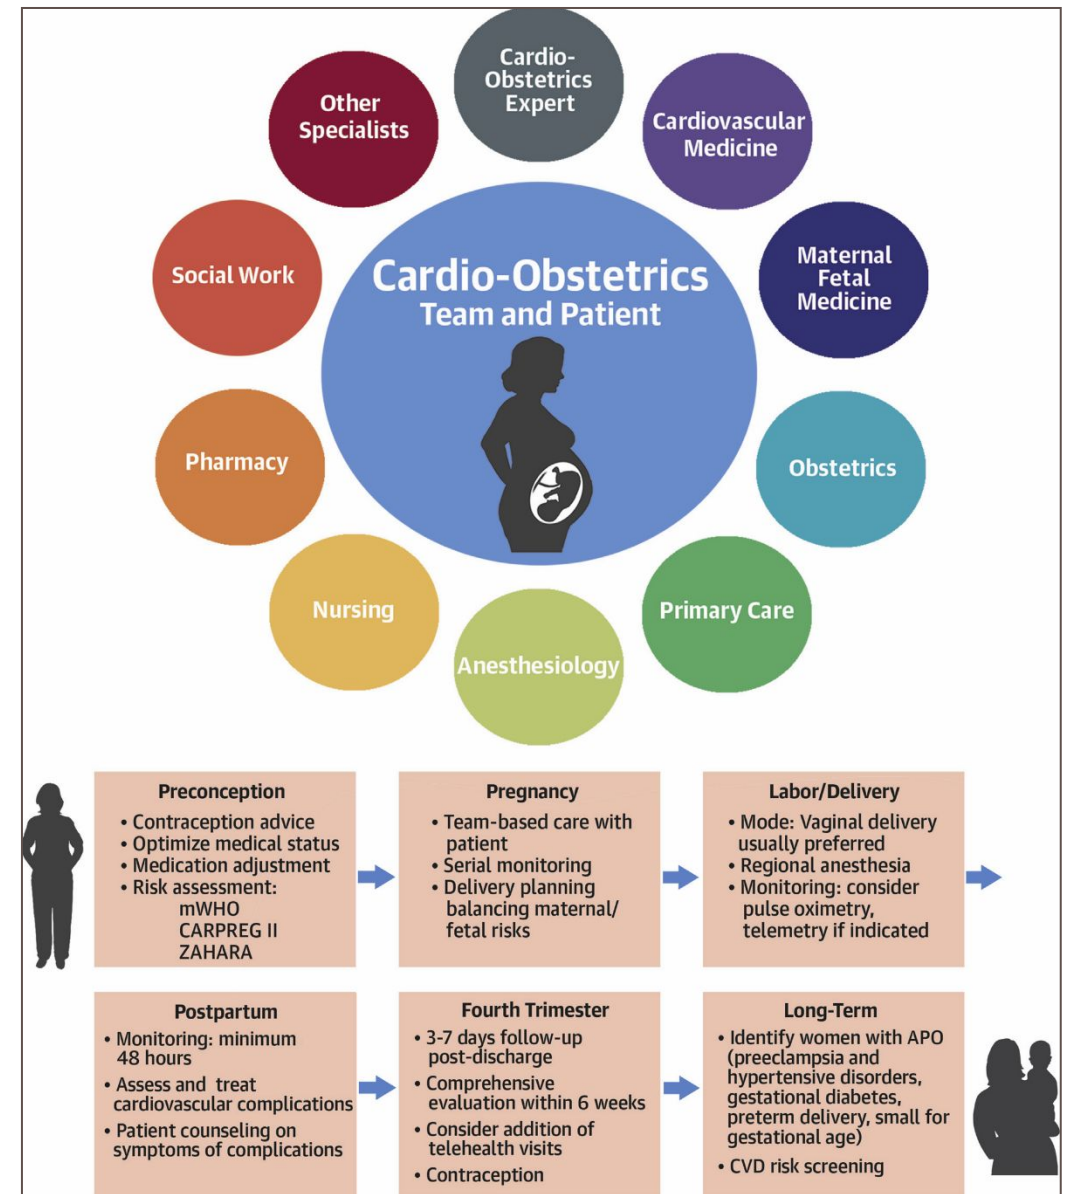 Cardio-
Obstetrics
Expert
Cardiovascular
Medicine
Maternal
Fetal
Medicine
Obstetrics
Primary Care
Anesthesiology
Nursing
Pharmacy
Social Work
Other
Specialists
Cardio-Obstetrics
Team and Patient
Preconception
• Contraception advice
• Optimize medical status
• Medication adjustment
• Risk assessment:
mWHO
CARPREG II
ZAHARA
Pregnancy
• Team-based care with
patient
• Serial monitoring
• Delivery planning
balancing maternal/
fetal risks
Labor/Delivery
• Mode: Vaginal delivery
usually preferred
• Regional anesthesia
• Monitoring: consider
pulse oximetry,
telemetry if indicated
Postpartum
• Monitoring: minimum
48 hours
• Assess and treat
cardiovascular complications
• Patient counseling on
symptoms of complications
Fourth Trimester
• 3-7 days follow-up
post-discharge
• Comprehensive
evaluation within 6 weeks
• Consider addition of
telehealth visits
• Contraception
Long-Term
• Identify women with APO
(preeclampsia and
hypertensive disorders,
gestational diabetes,
preterm delivery, small for
gestational age)
• CVD risk screening